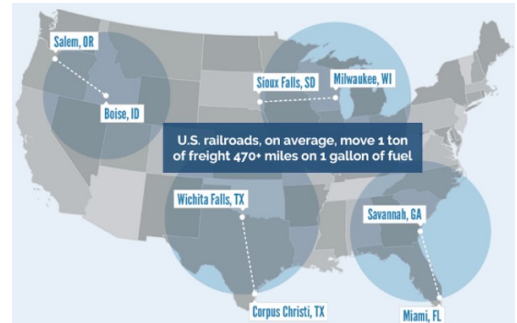 Salem, OR
Boise, ID
Sioux Falls, SD
Milwaukee, WI
U.S. railroads, on average, move 1 ton
of freight 470+ miles on 1 gallon of fuel
Wichita Falls, TX
Savannah, GA
Corpus Christi, TX
Miami, FL